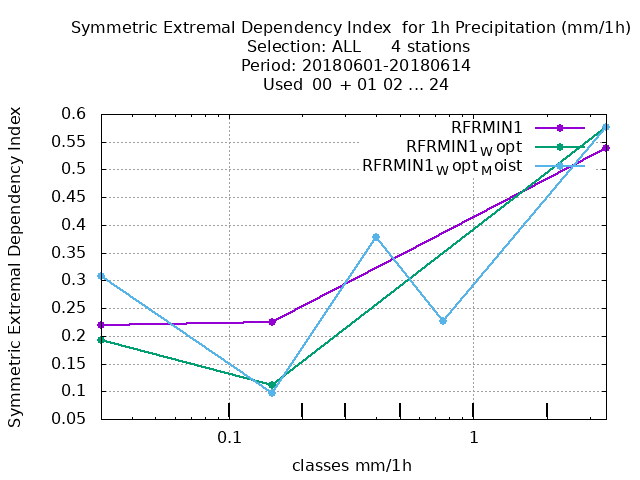 Symmetric Extremal Dependency Index for 1h Precipitation (mm/1h)
Selection: ALL 4 stations
Period: 20180601-20180614
Used 00 + 01 02 ... 24
Symmetric Extremal Dependency Index
0.6
0.55
0.5
0.45
0.4
0.35
0.3
0.25
0.2
0.15
0.1
0.05
RFRMIN1
RFRMIN1Wopt
RFRMIN1WoptMoist
0.1
1
classes mm/1h